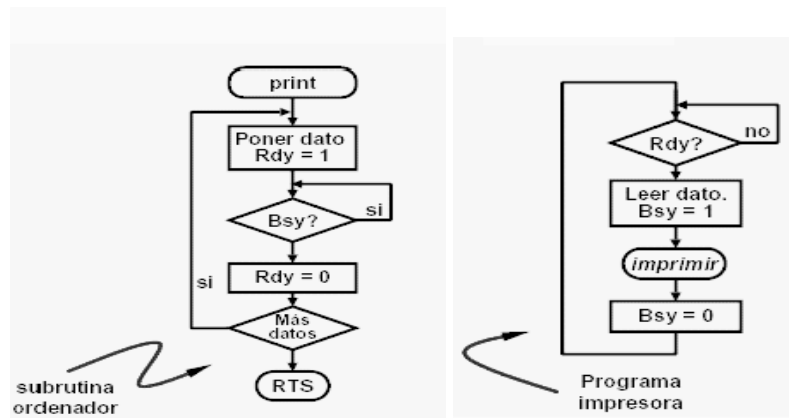 print
Poner dato
Rdy = 1
si
Bsy?
Rdy = 0
si
Más
datos
RTS
subrutina
ordenador
no
Rdy?
Leer dato.
Bsy = 1
imprimir
Bsy = 0
Programa
impresora